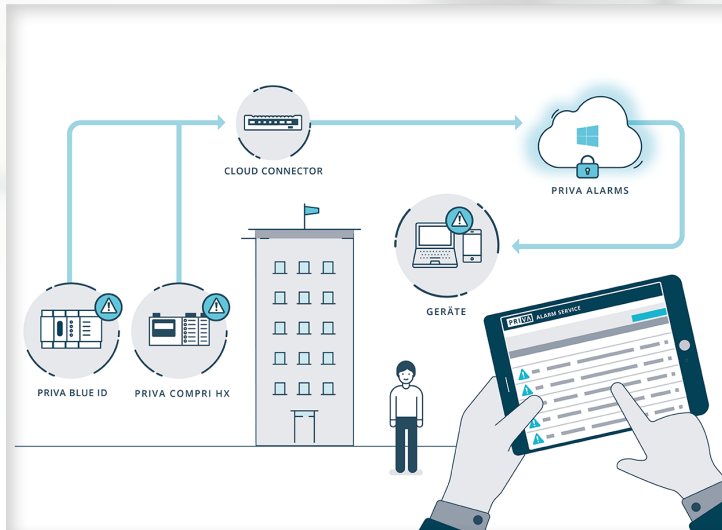 CLOUD CONNECTOR
PRIVA ALARMS
GERÄTE
PRIVA BLUE ID
PRIVA COMPRI HX
PRIVA ALARM SERVICE